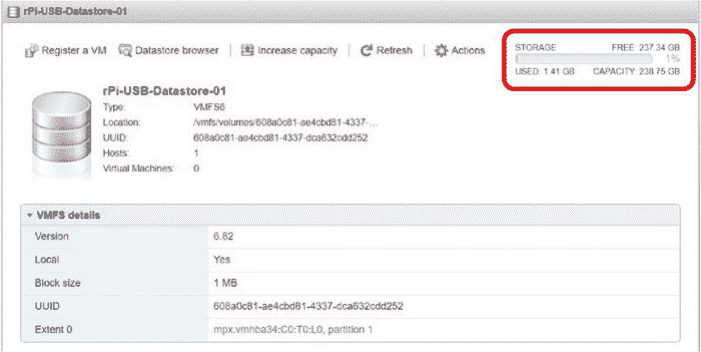 rPi-USB-Datastore-01
Register a VM Datastore browser Increase capacity Refresh Actions
STORAGE FREE: 237.34 GB
1%
USED: 1.41 GB CAPACITY: 238.75 GB
rPi-USB-Datastore-01
Type: VMFS6
Location: /vmfs/volumes/608a0c81-ae4cbd81-4337-...
UUID: 608a0c81-ae4cbd81-4337-dca632cdd252
Hosts: 1
Virtual Machines: 0
VMFS details
Version 6.82
Local Yes
Block size 1 MB
UUID 608a0c81-ae4cbd81-4337-dca632cdd252
Extent 0 mpx.vmhba34:C0:T0:L0, partition 1